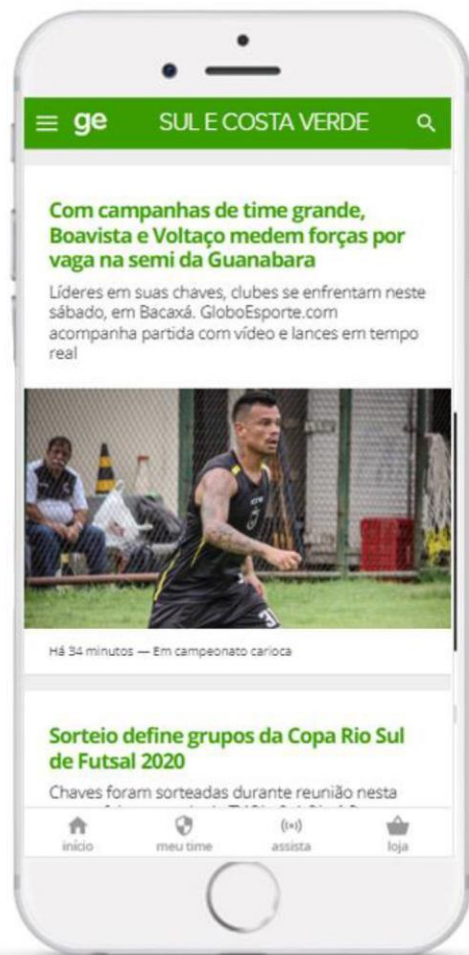 ge SUL E COSTA VERDE
Com campanhas de time grande,
Boavista e Voltaço medem forças por
vaga na semi da Guanabara
Líderes em suas chaves, clubes se enfrentam neste
sábado, em Bacaxá. GloboEsporte.com
acompanha partida com vídeo e lances em tempo
real
Há 34 minutos — Em campeonato carioca
Sorteio define grupos da Copa Rio Sul
de Futsal 2020
Chaves foram sorteadas durante reunião nesta
início meu time assista loja